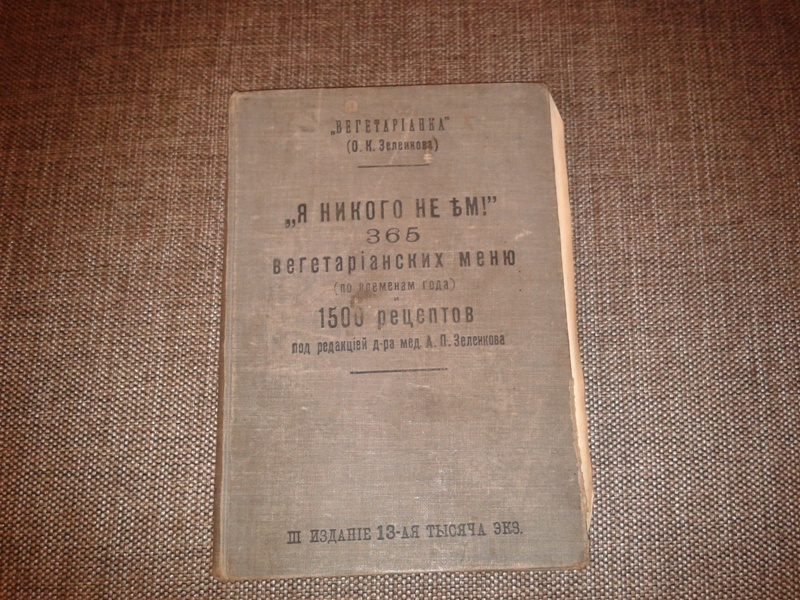 „ВЕГЕТАРІАНКА"
(О. К. Зеленкова)
„Я НИКОГО НЕ ѢМ!"
365
вегетаріанских меню
(по временам года)
и
1500 рецептов
под редакціей д-ра мед. А. П. Зеленкова
III ИЗДАНІЕ 13-АЯ ТЫСЯЧА ЭКЗ.